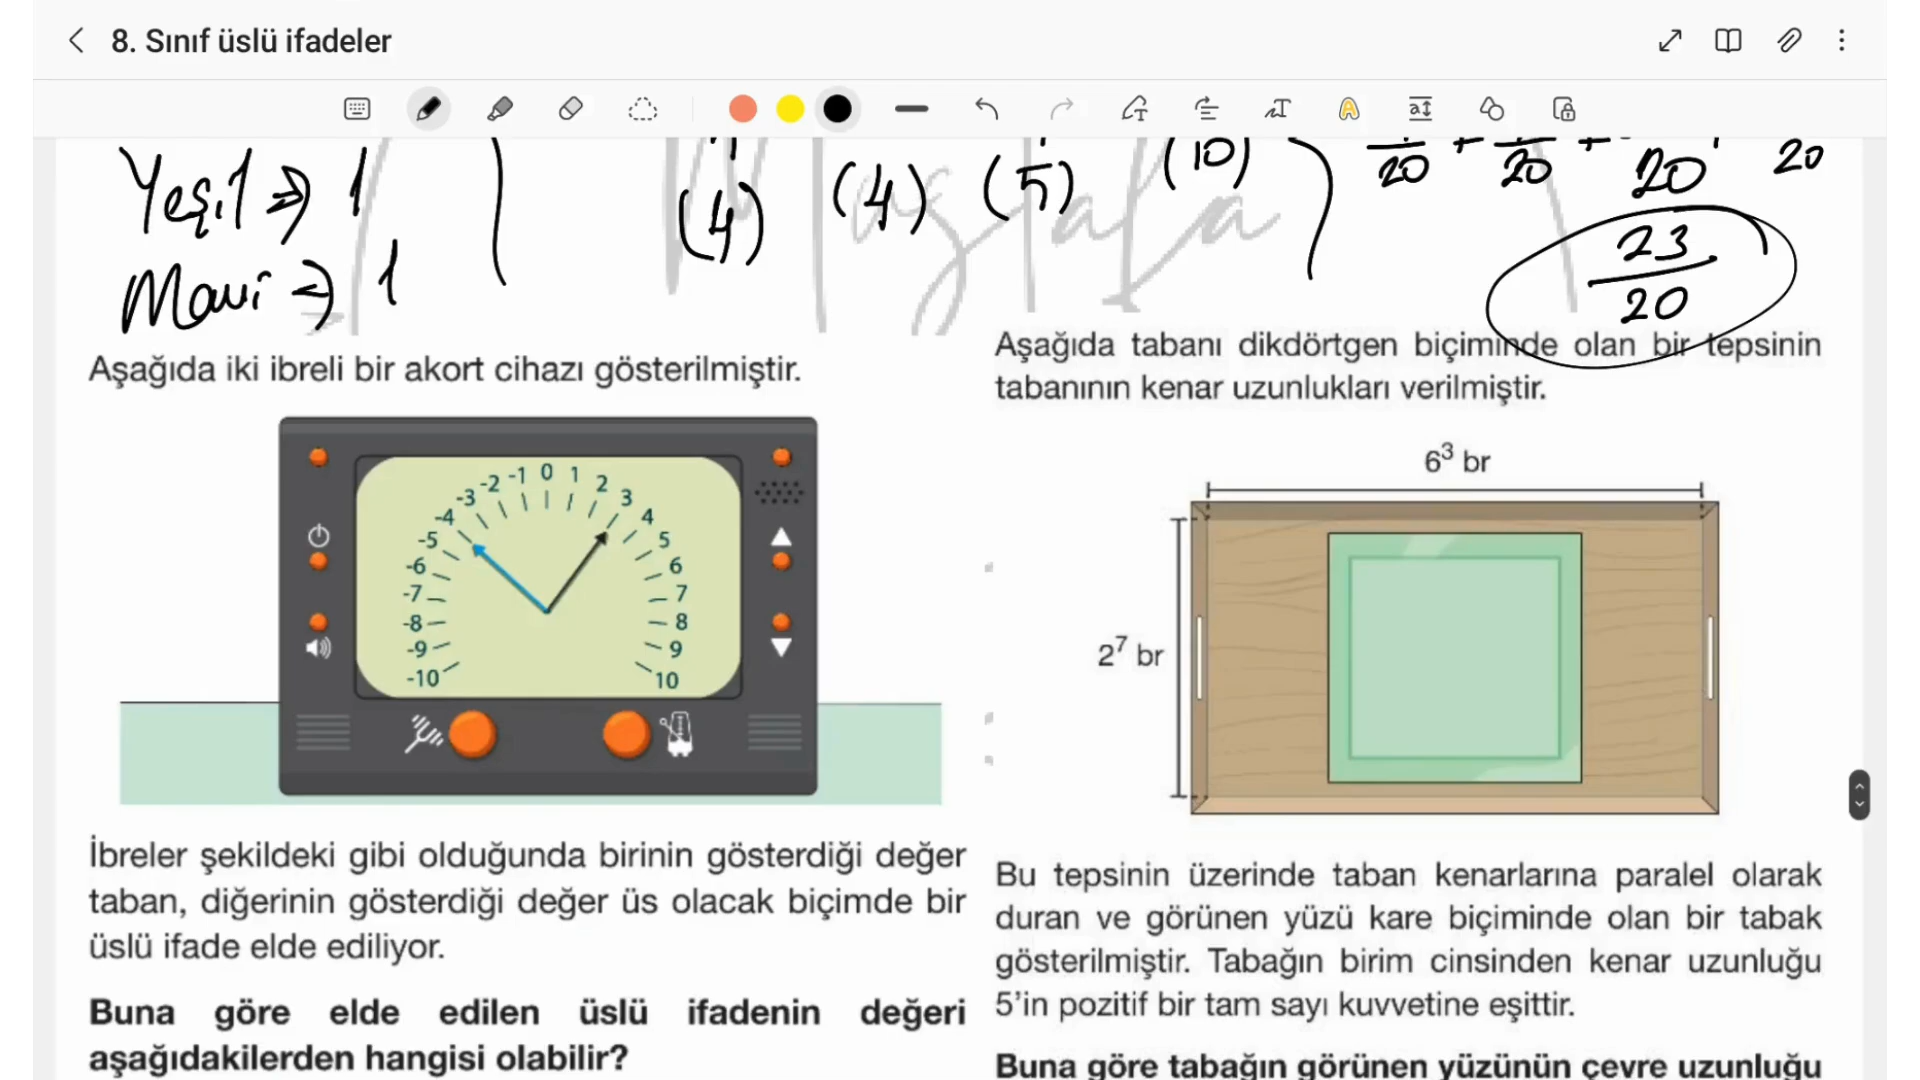 8. Sınıf üslü ifadeler
Yeşil ⇒ 1
Mavi ⇒ 1
(4) (4) (5) (10)
20 + 20 + 20 20
23
20
Aşağıda iki ibreli bir akort cihazı gösterilmiştir.
-10 -9 -8 -7 -6 -5 -4 -3 -2 -1 0 1 2 3 4 5 6 7 8 9 10
İbreler şekildeki gibi olduğunda birinin gösterdiği değer
taban, diğerinin gösterdiği değer üs olacak biçimde bir
üslü ifade elde ediliyor.
Buna göre elde edilen üslü ifadenin değeri
aşağıdakilerden hangisi olabilir?
Aşağıda tabanı dikdörtgen biçiminde olan bir tepsinin
tabanının kenar uzunlukları verilmiştir.
6³ br
2⁷ br
Bu tepsinin üzerinde taban kenarlarına paralel olarak
duran ve görünen yüzü kare biçiminde olan bir tabak
gösterilmiştir. Tabağın birim cinsinden kenar uzunluğu
5’in pozitif bir tam sayı kuvvetine eşittir.
Buna göre tabağın görünen yüzünün çevre uzunluğu